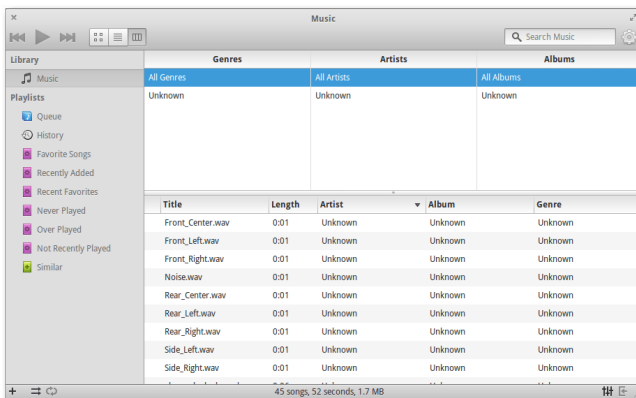 Music
Search Music
Library
Music
Playlists
Queue
History
Favorite Songs
Recently Added
Recent Favorites
Never Played
Over Played
Not Recently Played
Similar
Genres Artists Albums
All Genres All Artists All Albums
Unknown Unknown Unknown
Title Length Artist Album Genre
Front_Center.wav 0:01 Unknown Unknown Unknown
Front_Left.wav 0:01 Unknown Unknown Unknown
Front_Right.wav 0:01 Unknown Unknown Unknown
Noise.wav 0:01 Unknown Unknown Unknown
Rear_Center.wav 0:01 Unknown Unknown Unknown
Rear_Left.wav 0:01 Unknown Unknown Unknown
Rear_Right.wav 0:01 Unknown Unknown Unknown
Side_Left.wav 0:01 Unknown Unknown Unknown
Side_Right.wav 0:01 Unknown Unknown Unknown
45 songs, 52 seconds, 1.7 MB